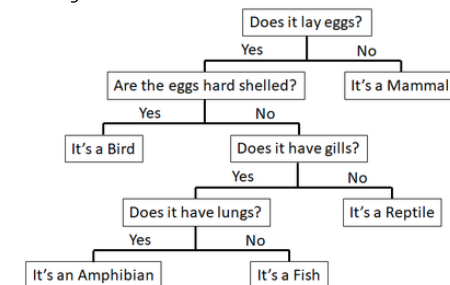 Does it lay eggs?
Yes No
Are the eggs hard shelled? It's a Mammal
Yes No
It's a Bird Does it have gills?
Yes No
Does it have lungs? It's a Reptile
Yes No
It's an Amphibian It's a Fish